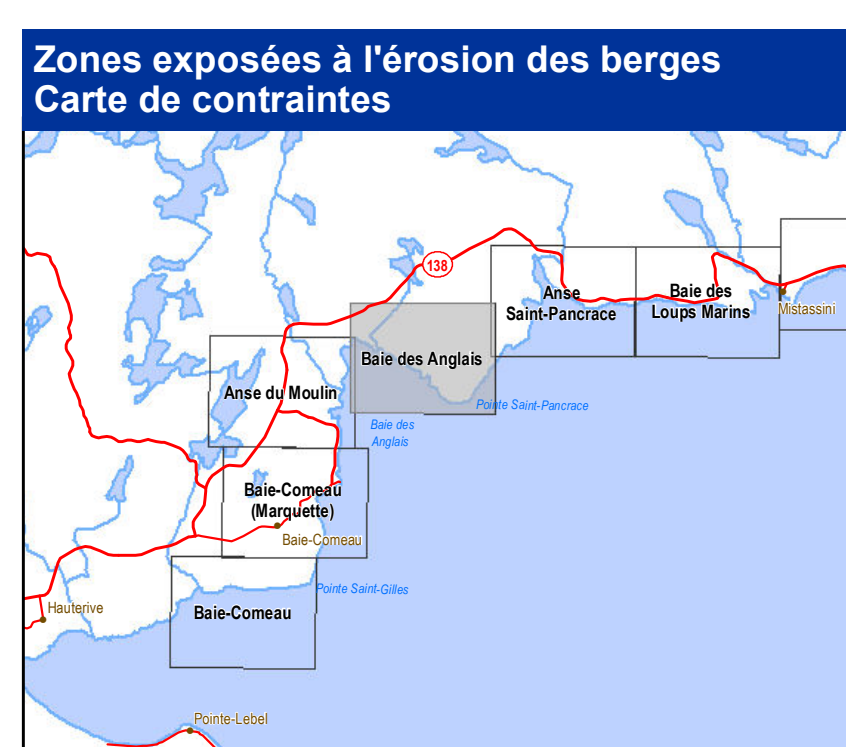 Zones exposées à l'érosion des berges
Carte de contraintes
138
Anse
Saint-Pancrace
Baie des
Loups Marins
Mistassini
Baie des Anglais
Anse du Moulin
Pointe Saint-Pancrace
Baie des
Anglais
Baie-Comeau
(Marquette)
Baie-Comeau
Pointe Saint-Gilles
Hauterive
Baie-Comeau
Pointe-Lebel